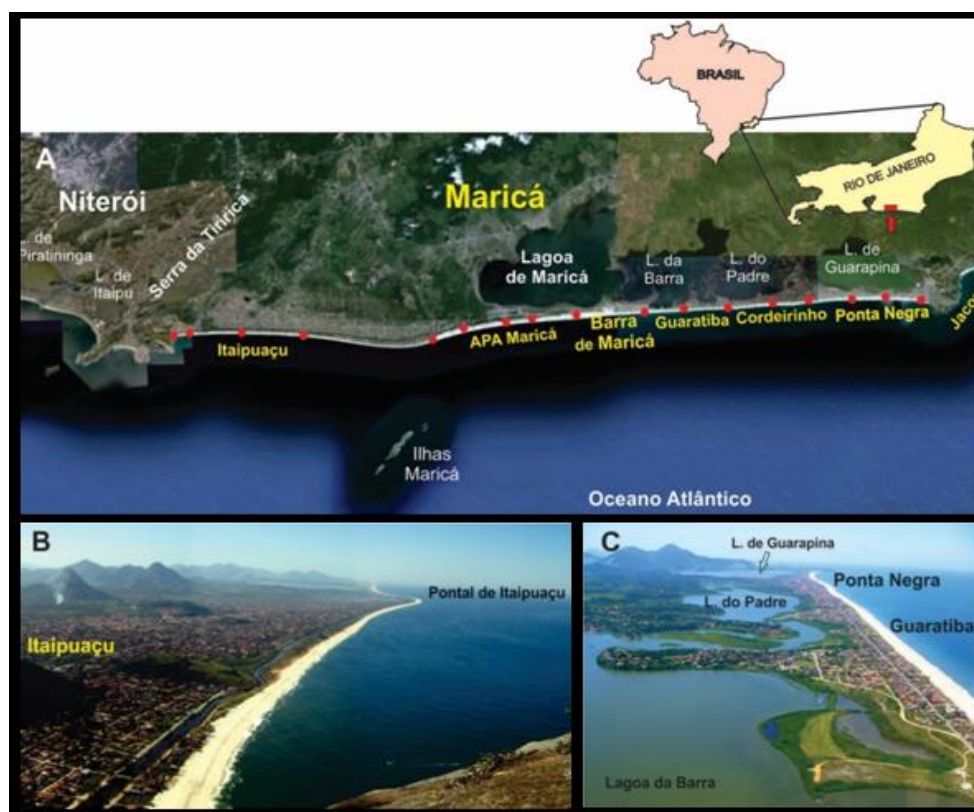 BRASIL
RIO DE JANEIRO
A
Niterói
Maricá
Serra da Tiririca
L. de
Piratininga
L. de
Itaipu
Lagoa
de Maricá
L. da
Barra
L. do
Padre
L. de
Guarapina
Itaipuaçu
APA Maricá
Barra
de Maricá
Guaratiba
Cordeirinho
Ponta Negra
Ilhas
Maricá
Oceano Atlântico
B
Pontal de Itaipuaçu
Itaipuaçu
C
L. de Guarapina
Ponta Negra
L. do Padre
Guaratiba
Lagoa da Barra